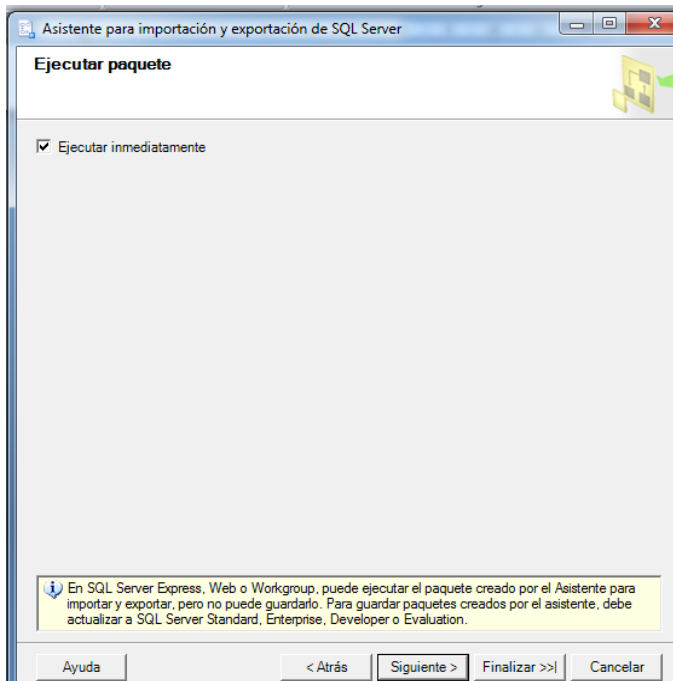 Asistente para importación y exportación de SQL Server
Ejecutar paquete
Ejecutar inmediatamente
En SQL Server Express, Web o Workgroup, puede ejecutar el paquete creado por el Asistente para
importar y exportar, pero no puede guardarlo. Para guardar paquetes creados por el asistente, debe
actualizar a SQL Server Standard, Enterprise, Developer o Evaluation.
Ayuda
< Atrás
Siguiente >
Finalizar >>|
Cancelar